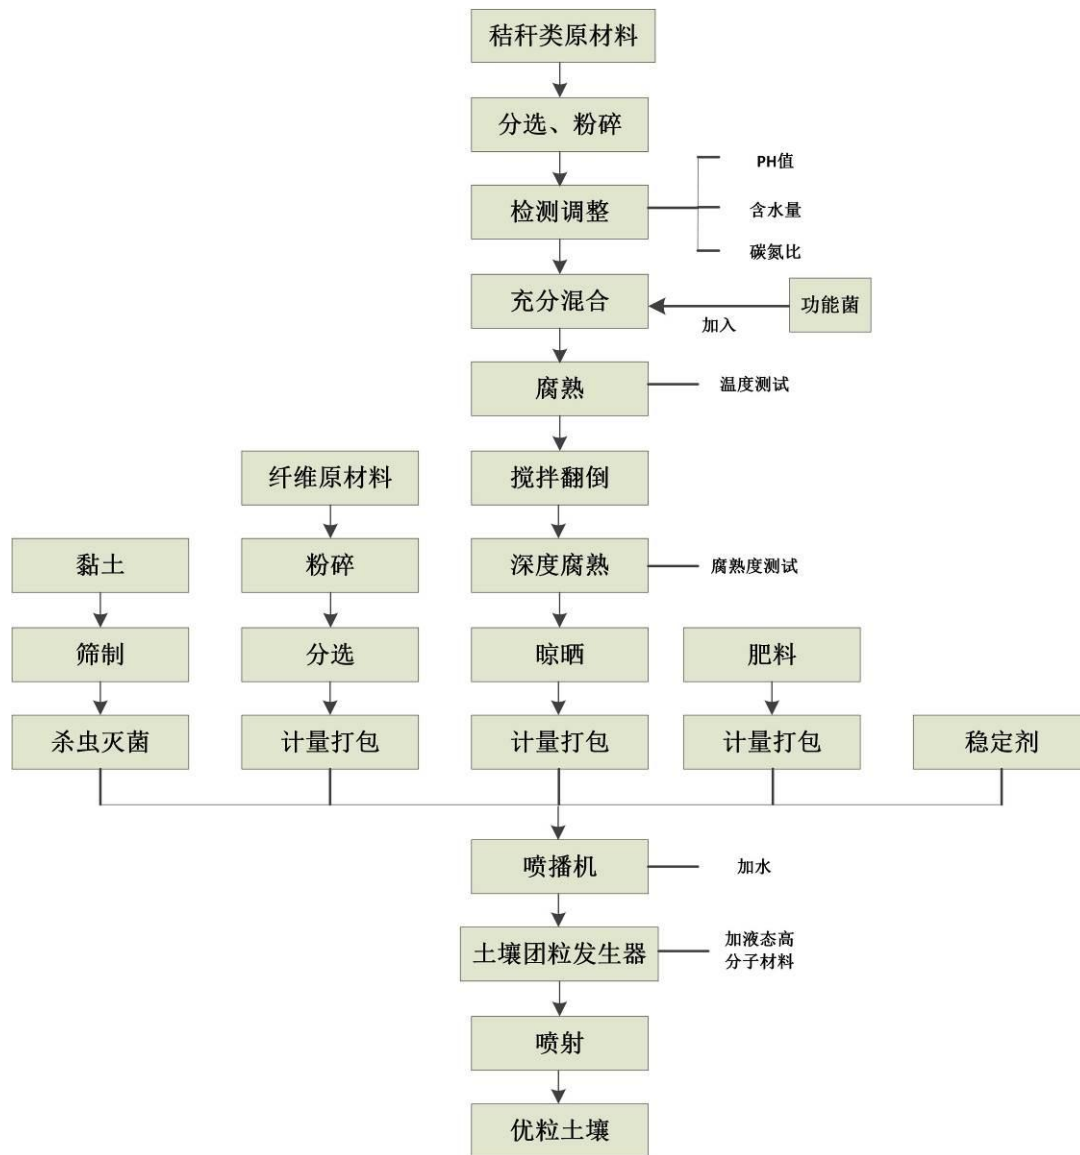 秸秆类原材料
分选、粉碎
PH值
检测调整
含水量
碳氮比
充分混合
功能菌
加入
腐熟
温度测试
纤维原材料
搅拌翻倒
黏土
粉碎
深度腐熟
腐熟度测试
筛制
分选
晾晒
肥料
杀虫灭菌
计量打包
计量打包
计量打包
稳定剂
喷播机
加水
土壤团粒发生器
加液态高
分子材料
喷射
优粒土壤